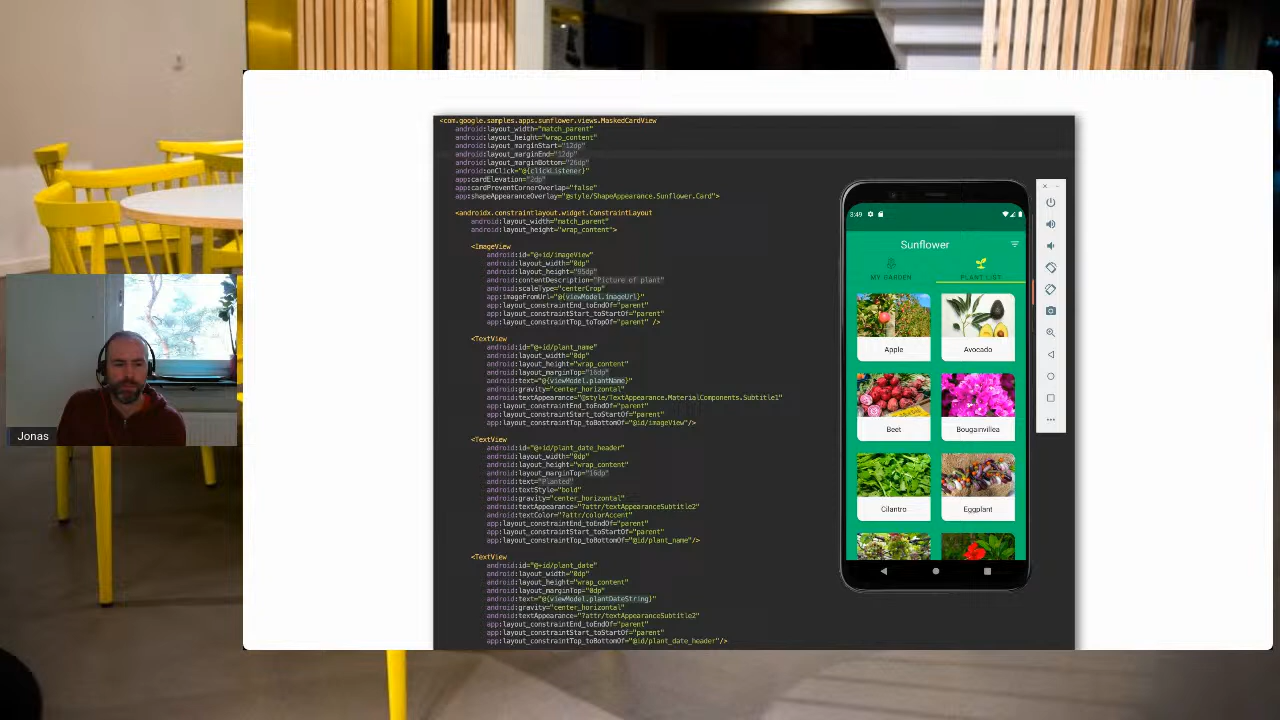 <com.google.samples.apps.sunflower.views.MaskedCardView
android:layout_width="match_parent"
android:layout_height="wrap_content"
android:layout_marginStart="12dp"
android:layout_marginEnd="12dp"
android:layout_marginBottom="26dp"
android:onClick="@{clickListener}"
app:cardElevation="2dp"
app:cardPreventCornerOverlap="false"
app:shapeAppearanceOverlay="@style/ShapeAppearance.Sunflower.Card">
<androidx.constraintlayout.widget.ConstraintLayout
android:layout_width="match_parent"
android:layout_height="wrap_content">
<ImageView
android:id="@+id/imageView"
android:layout_width="0dp"
android:layout_height="95dp"
android:contentDescription="Picture of plant"
android:scaleType="centerCrop"
app:imageFromUrl="@{viewModel.imageUrl}"
app:layout_constraintEnd_toEndOf="parent"
app:layout_constraintStart_toStartOf="parent"
app:layout_constraintTop_toTopOf="parent" />
<TextView
android:id="@+id/plant_name"
android:layout_width="0dp"
android:layout_height="wrap_content"
android:layout_marginTop="16dp"
android:text="@{viewModel.plantName}"
android:gravity="center_horizontal"
android:textAppearance="@style/TextAppearance.MaterialComponents.Subtitle1"
app:layout_constraintEnd_toEndOf="parent"
app:layout_constraintStart_toStartOf="parent"
app:layout_constraintTop_toBottomOf="@id/imageView"/>
<TextView
android:id="@+id/plant_date_header"
android:layout_width="0dp"
android:layout_height="wrap_content"
android:layout_marginTop="16dp"
android:text="Planted"
android:textStyle="bold"
android:gravity="center_horizontal"
android:textAppearance="?attr/textAppearanceSubtitle2"
android:textColor="?attr/colorAccent"
app:layout_constraintEnd_toEndOf="parent"
app:layout_constraintStart_toStartOf="parent"
app:layout_constraintTop_toBottomOf="@id/plant_name"/>
<TextView
android:id="@+id/plant_date"
android:layout_width="0dp"
android:layout_height="wrap_content"
android:layout_marginTop="0dp"
android:text="@{viewModel.plantDateString}"
android:gravity="center_horizontal"
android:textAppearance="?attr/textAppearanceSubtitle2"
app:layout_constraintEnd_toEndOf="parent"
app:layout_constraintStart_toStartOf="parent"
app:layout_constraintTop_toBottomOf="@id/plant_date_header"/>
3:49
Sunflower
MY GARDEN PLANT LIST
Apple Avocado
Beet Bougainvillea
Cilantro Eggplant
Jonas